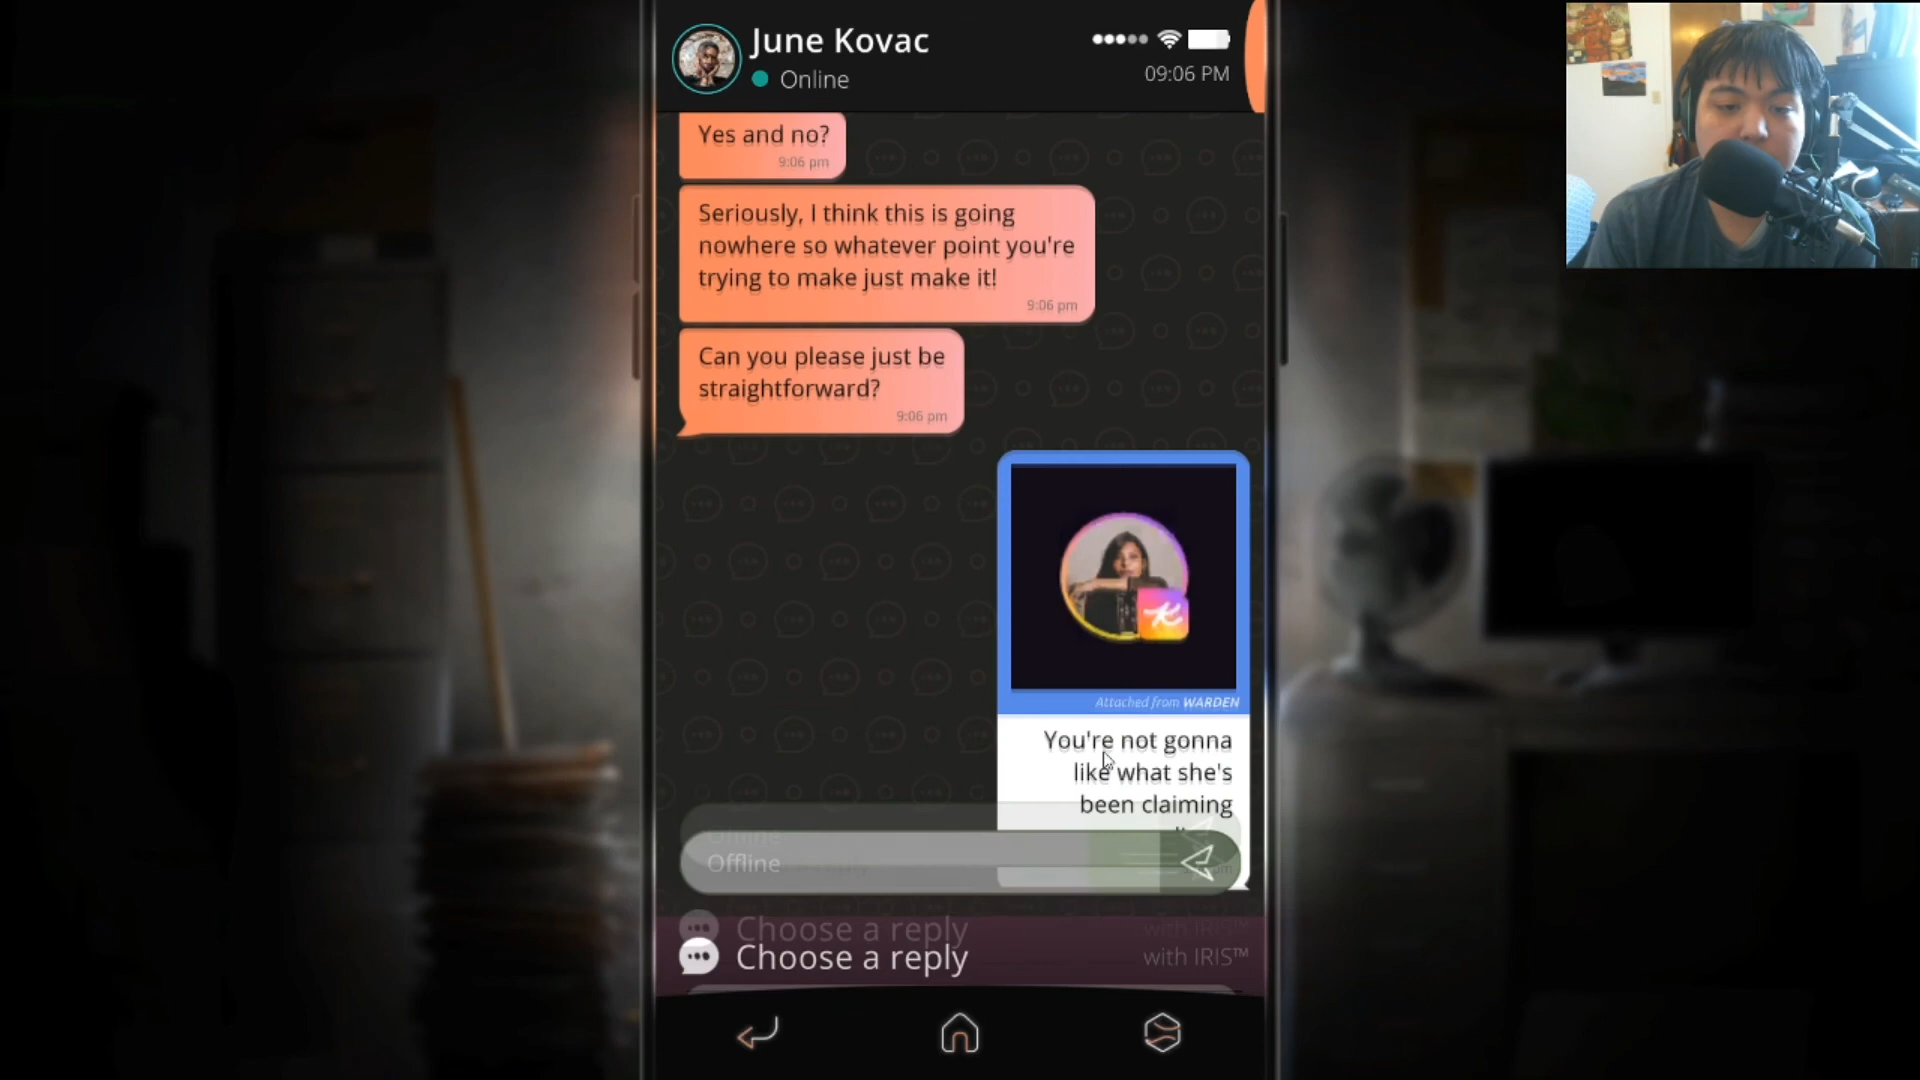 June Kovac
Online
09:06 PM
Yes and no?
9:06 pm
Seriously, I think this is going
nowhere so whatever point you're
trying to make just make it!
9:06 pm
Can you please just be
straightforward?
9:06 pm
Attached from WARDEN
You're not gonna
like what she's
been claiming
Offline
Offline
Choose a reply
with IRIS™
Choose a reply
with IRIS™